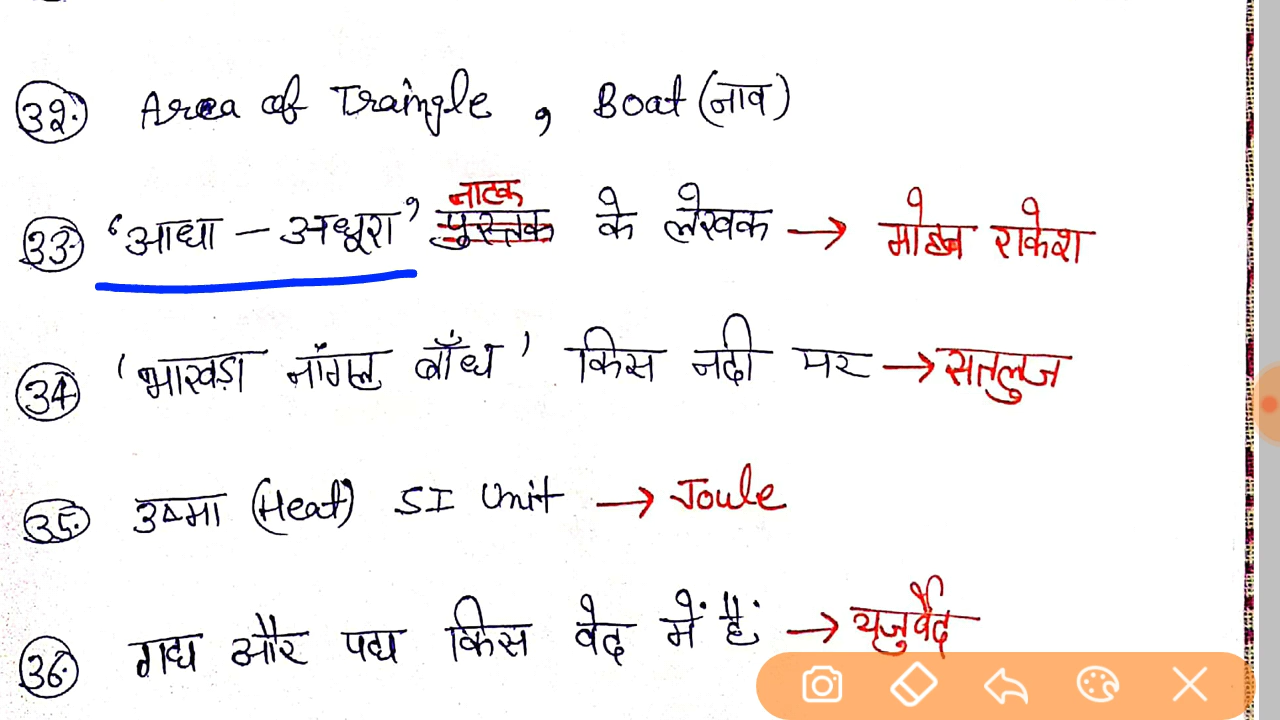 32. Area of Traingle , Boat (नाव)
नाटक
33. 'आधा - अधूरा' पुस्तक के लेखक → मोहन राकेश
34. 'भाखड़ा नाँगल बाँध' किस नदी पर → सतलुज
35. उष्मा (Heat) SI Unit → Joule
36. गद्य और पद्य किस वेद में हैं → यजुर्वेद